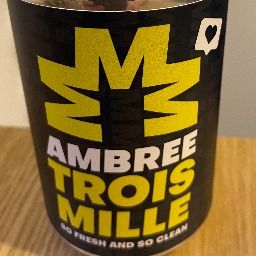 AMBREE
TROIS
MILLE
SO FRESH AND SO CLEAN